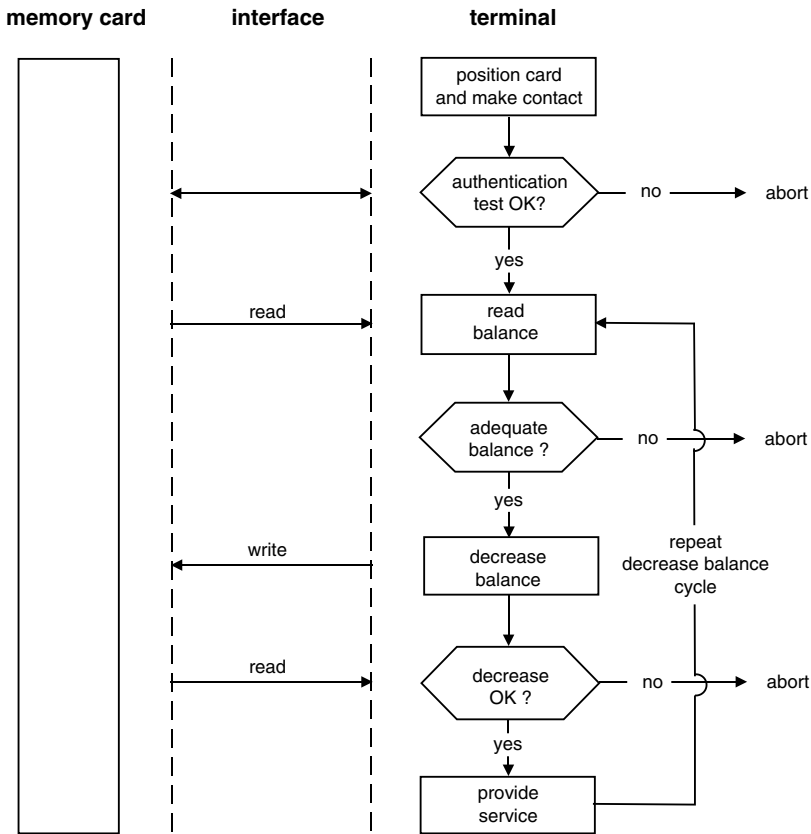 memory card interface terminal
position card
and make contact
authentication
test OK?
no
abort
yes
read
read
balance
adequate
balance ?
no
abort
yes
write
decrease
balance
repeat
decrease balance
cycle
read
decrease
OK ?
no
abort
yes
provide
service